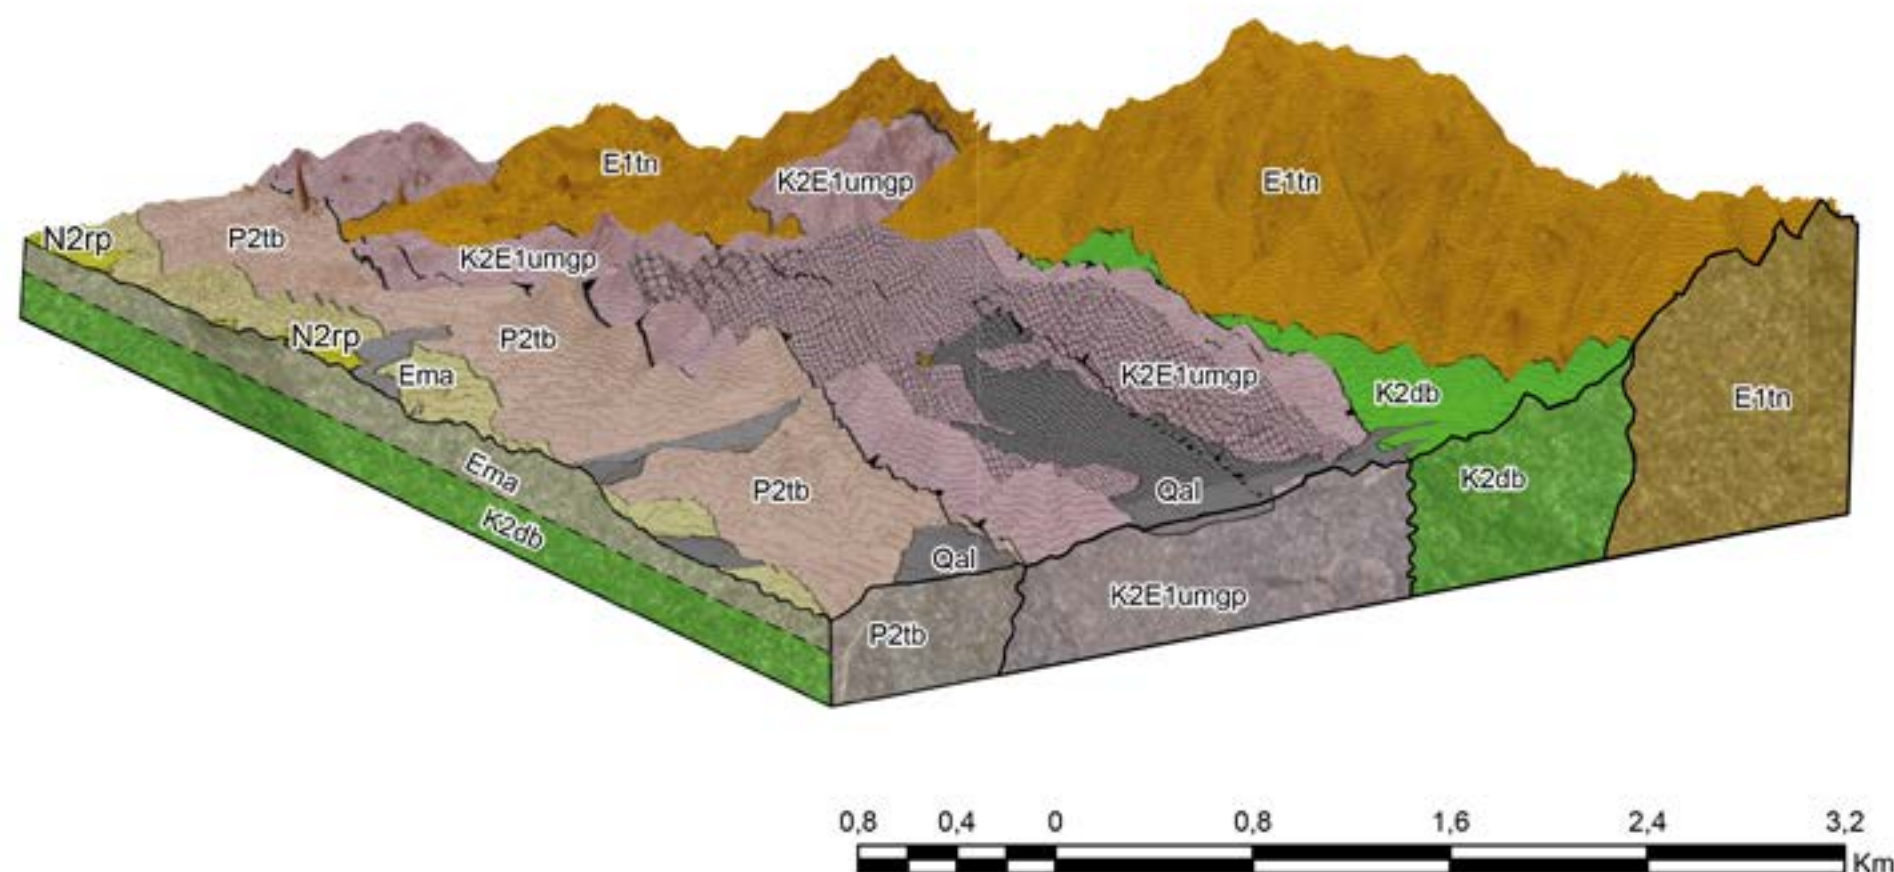 E1tn
K2E1umgp
E1tn
N2rp
P2tb
K2E1umgp
N2rp
P2tb
Ema
K2E1umgp
K2db
E1tn
Ema
P2tb
Qal
K2db
K2db
Qal
K2E1umgp
P2tb
0,8 0,4 0 0,8 1,6 2,4 3,2
Km